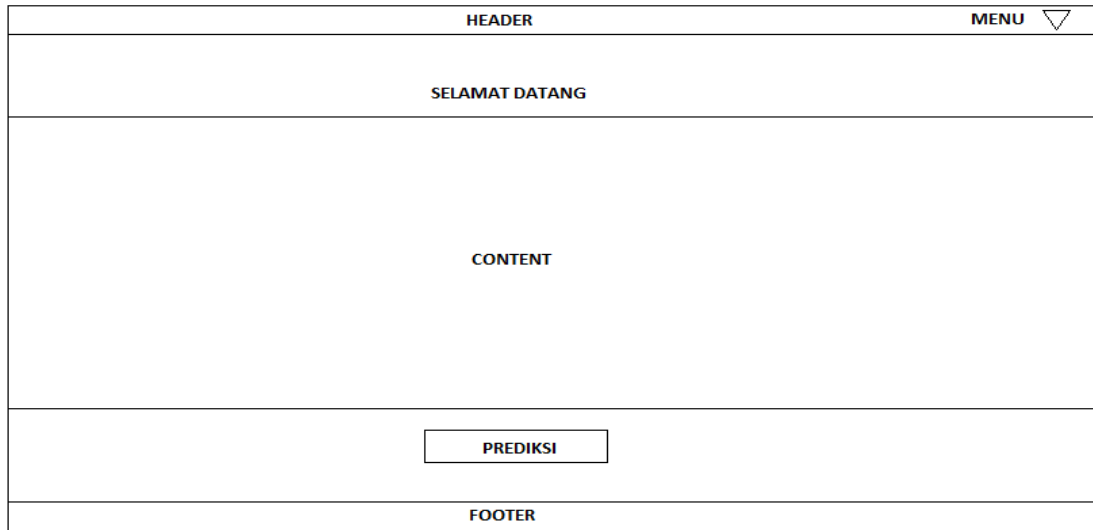 HEADER MENU
SELAMAT DATANG
CONTENT
PREDIKSI
FOOTER